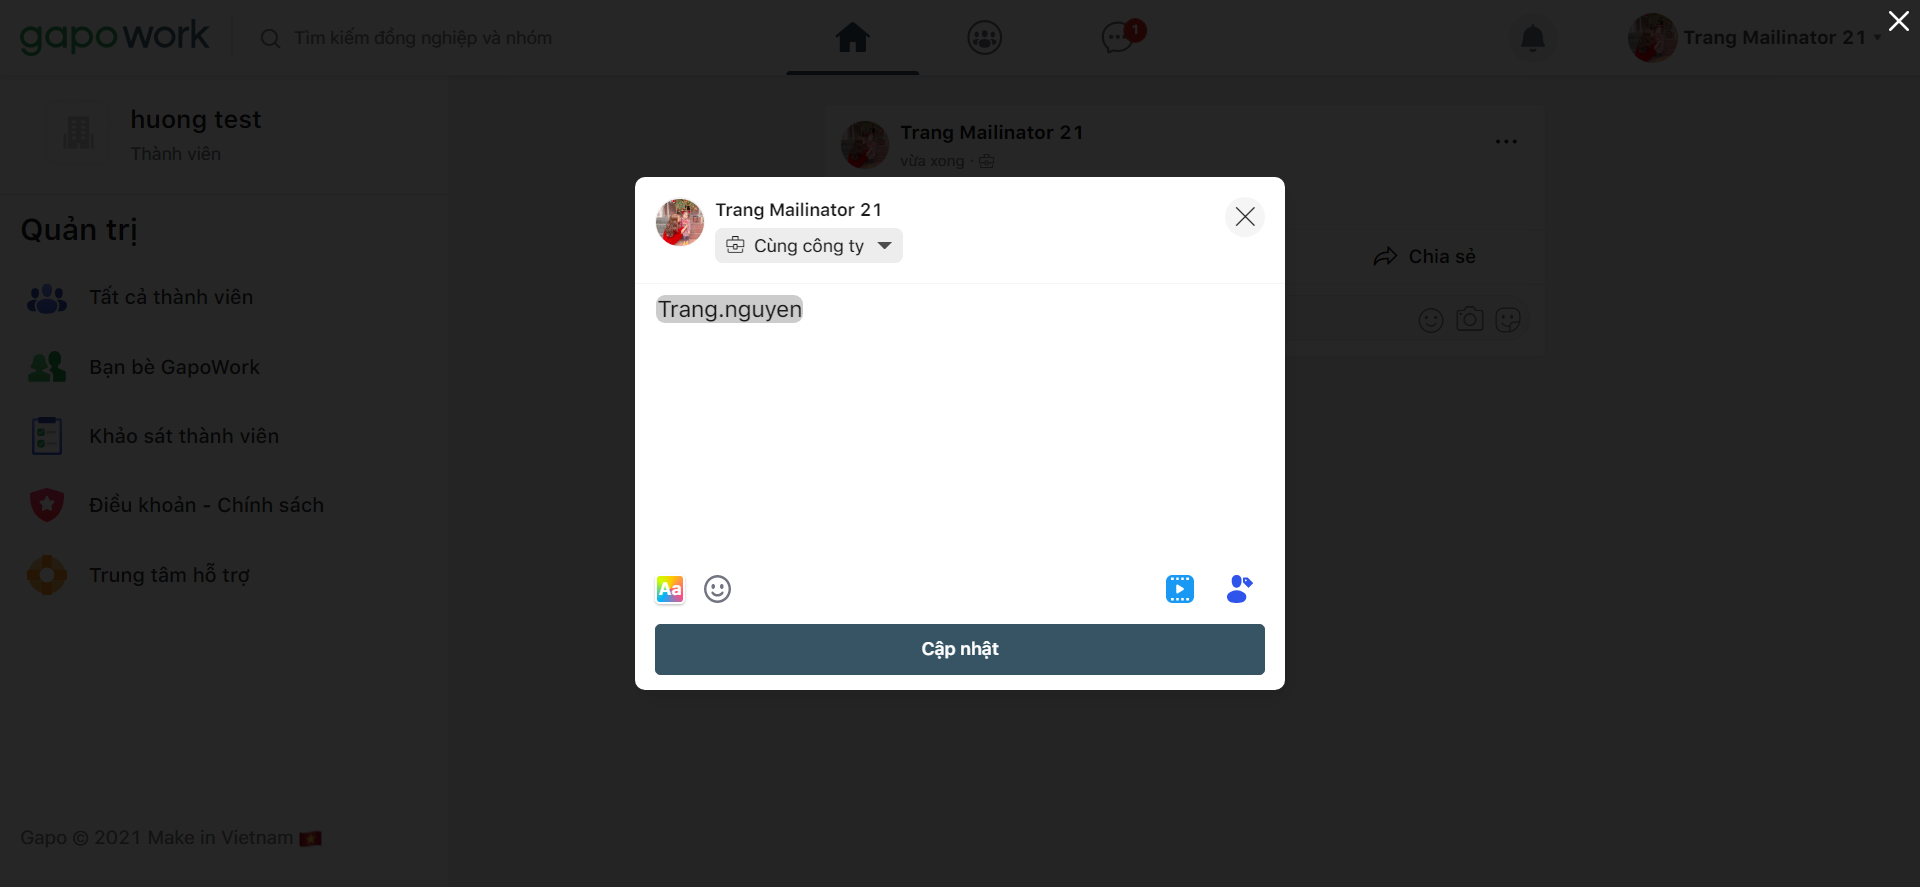 gapowork
Tìm kiếm đồng nghiệp và nhóm
1
Trang Mailinator 21
huong test
Thành viên
Quản trị
Tất cả thành viên
Bạn bè GapoWork
Khảo sát thành viên
Điều khoản - Chính sách
Trung tâm hỗ trợ
Gapo © 2021 Make in Vietnam
Trang Mailinator 21
vừa xong ·
Chia sẻ
Trang Mailinator 21
Cùng công ty
Trang.nguyen
Aa
Cập nhật